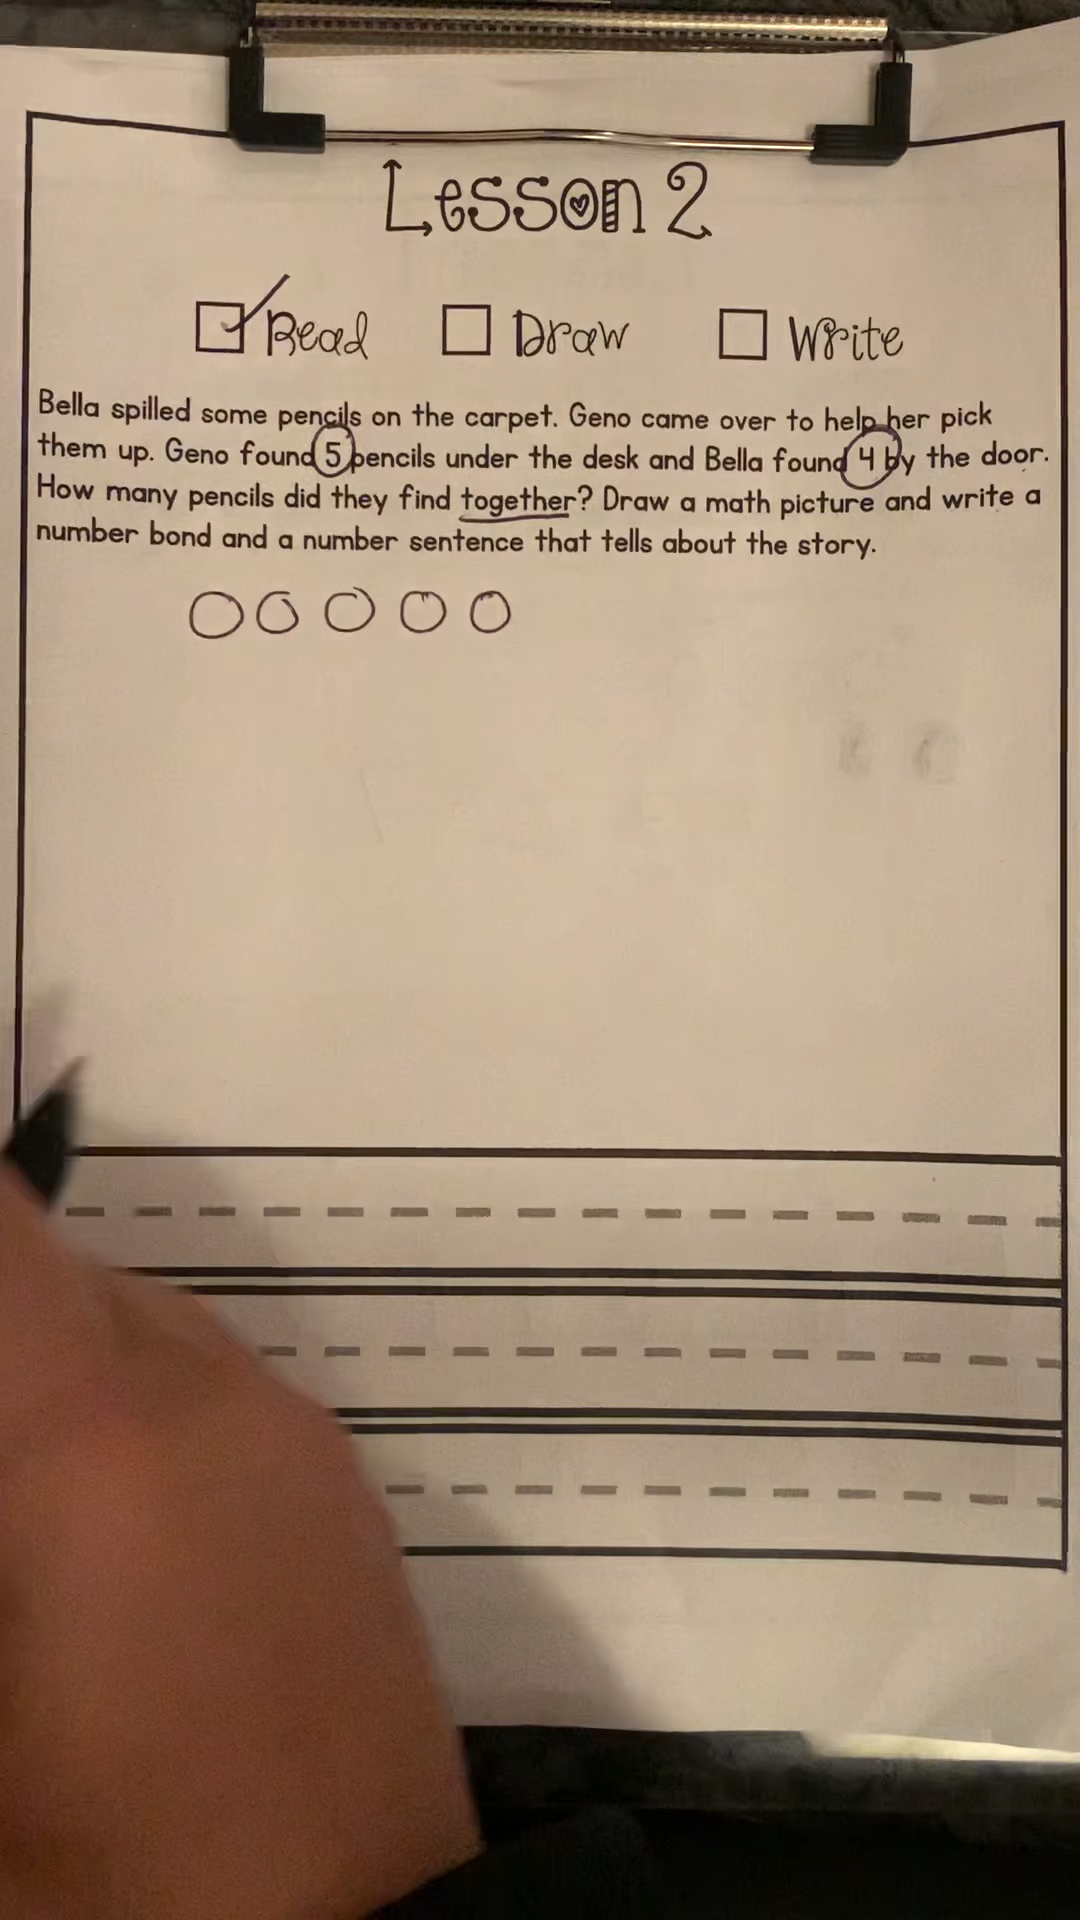 Lesson 2
Read Draw Write
Bella spilled some pencils on the carpet. Geno came over to help her pick
them up. Geno found 5 pencils under the desk and Bella found 4 by the door.
How many pencils did they find together? Draw a math picture and write a
number bond and a number sentence that tells about the story.